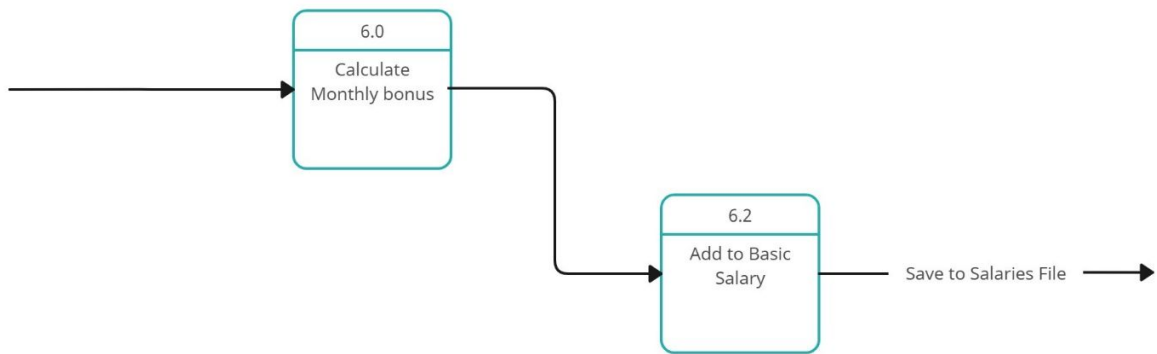 6.0
Calculate
Monthly bonus
6.2
Add to Basic
Salary
Save to Salaries File